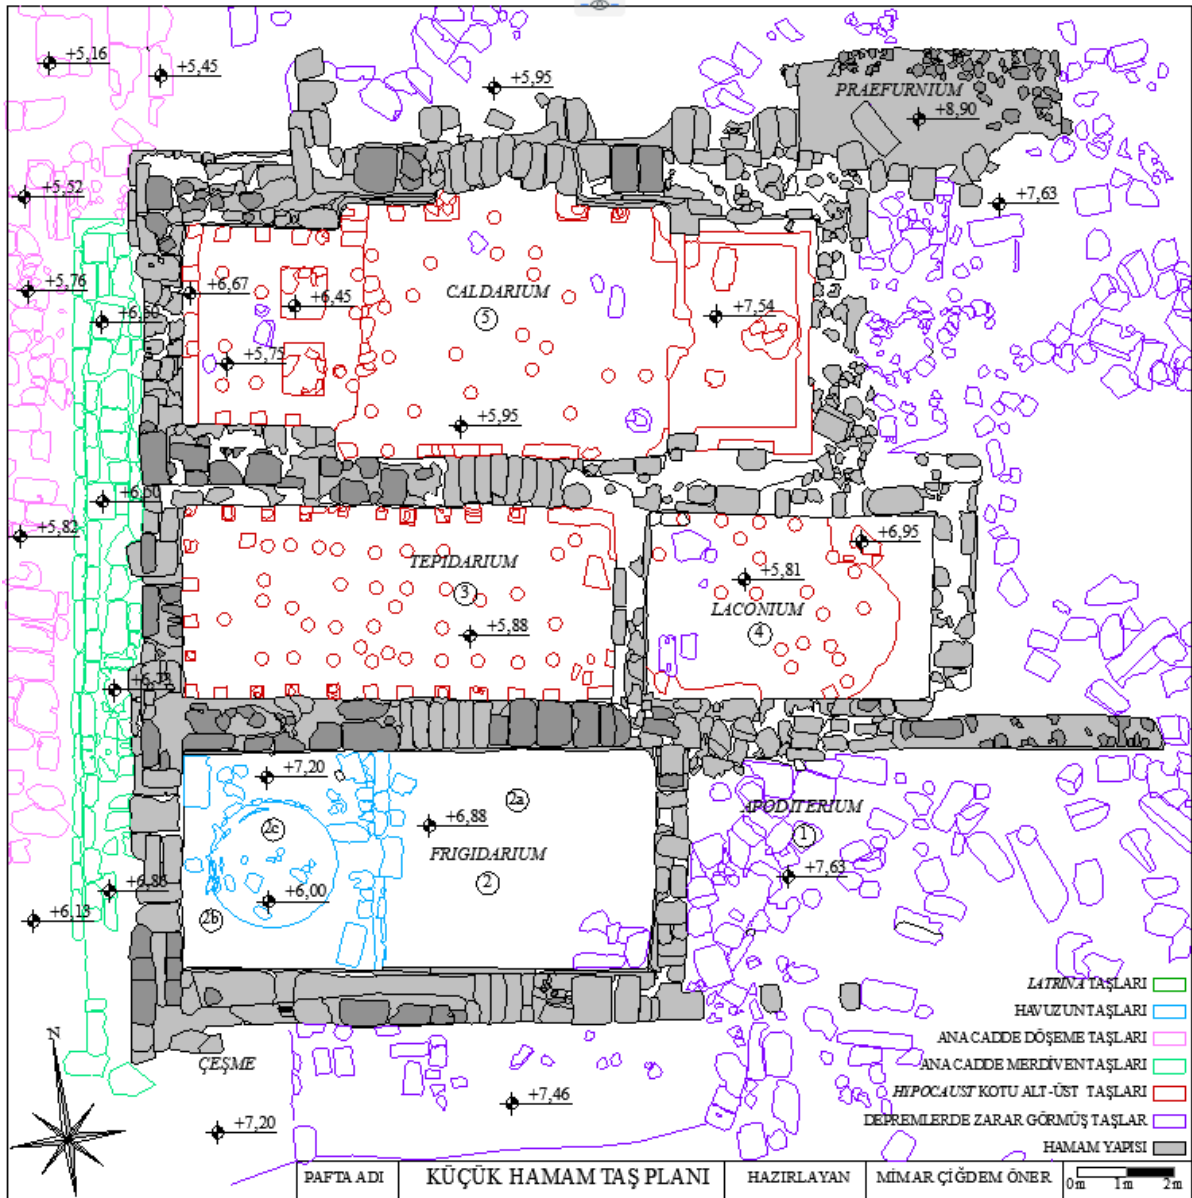 +5,16
+5,45
+5,95
PRAEFURNIUM
+8,90
+5,52
+7,63
+5,76
+6,67
+6,45
CALDARIUM
5
+7,54
+6,50
+5,75
+5,95
+6,50
+5,82
+6,95
TEPIDARIUM
3
+5,81
LACONIUM
4
+5,88
+7,20
2a
APODITERIUM
1
2c
+6,88
FRIGIDARIUM
2
+7,63
+6,00
2b
+6,86
+6,13
LATRINA TAŞLARI
HAVUZUN TAŞLARI
ANA CADDE DÖŞEME TAŞLARI
ANA CADDE MERDİVEN TAŞLARI
HYPOCAUST KOTU ALT-ÜST TAŞLARI
DEPREMLERDE ZARAR GÖRMÜŞ TAŞLAR
HAMAM YAPISI
N
ÇEŞME
+7,46
+7,20
PAFTA ADI
KÜÇÜK HAMAM TAŞ PLANI
HAZIRLAYAN
MİMAR ÇİĞDEM ÖNER
0m 1m 2m